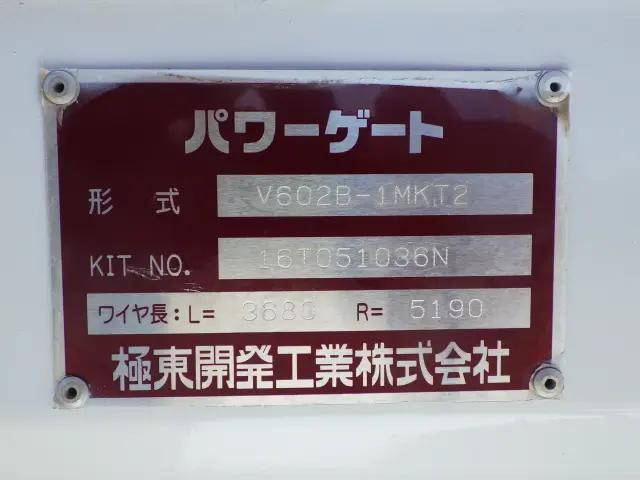 パワーゲート
形 式 V602B-1MKT2
KIT NO. 16T051036N
ワイヤ長：L= 3680 R= 5190
極東開発工業株式会社